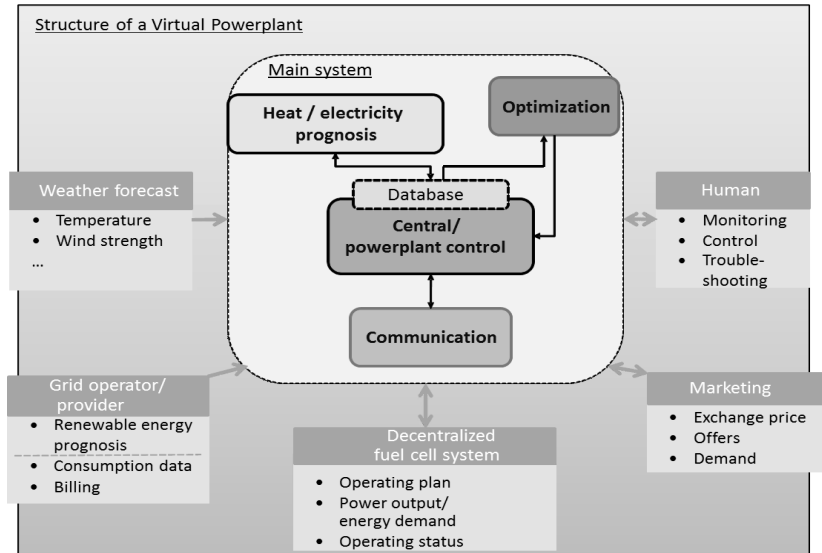 Structure of a Virtual Powerplant
Main system
Heat / electricity
prognosis
Optimization
Database
Central/
powerplant control
Communication
Weather forecast
• Temperature
• Wind strength
...
Human
• Monitoring
• Control
• Trouble-
shooting
Grid operator/
provider
• Renewable energy
prognosis
• Consumption data
• Billing
Decentralized
fuel cell system
• Operating plan
• Power output/
energy demand
• Operating status
Marketing
• Exchange price
• Offers
• Demand